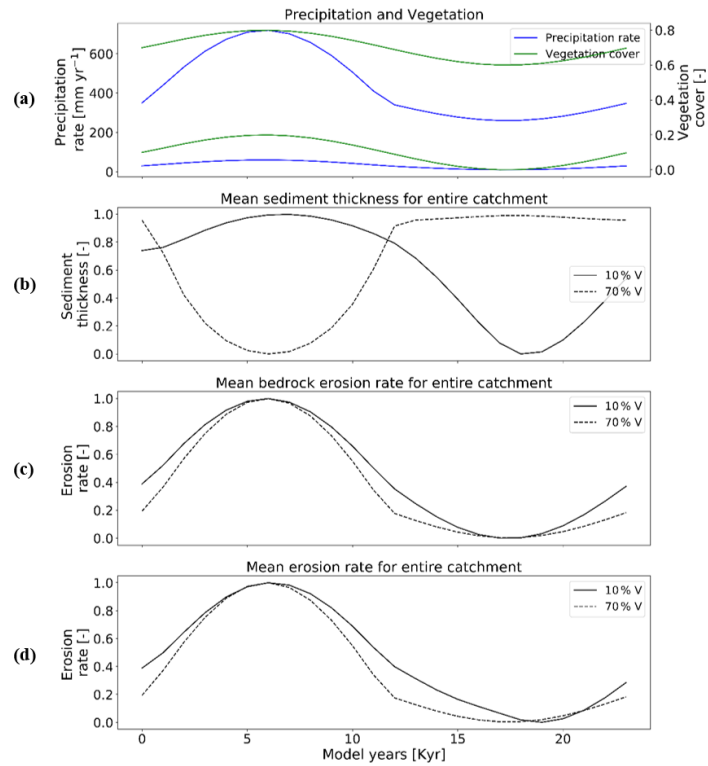 Precipitation and Vegetation
(a)
Precipitation
rate [mm yr⁻¹]
600
400
200
0
Precipitation rate
Vegetation cover
0.8
0.6
0.4
0.2
0.0
Vegetation
cover [-]
Mean sediment thickness for entire catchment
(b)
Sediment
thickness [-]
1.0
0.8
0.6
0.4
0.2
0.0
10 % V
70 % V
Mean bedrock erosion rate for entire catchment
(c)
Erosion
rate [-]
1.0
0.8
0.6
0.4
0.2
0.0
10 % V
70 % V
Mean erosion rate for entire catchment
(d)
Erosion
rate [-]
1.0
0.8
0.6
0.4
0.2
0.0
10 % V
70 % V
0 5 10 15 20
Model years [Kyr]